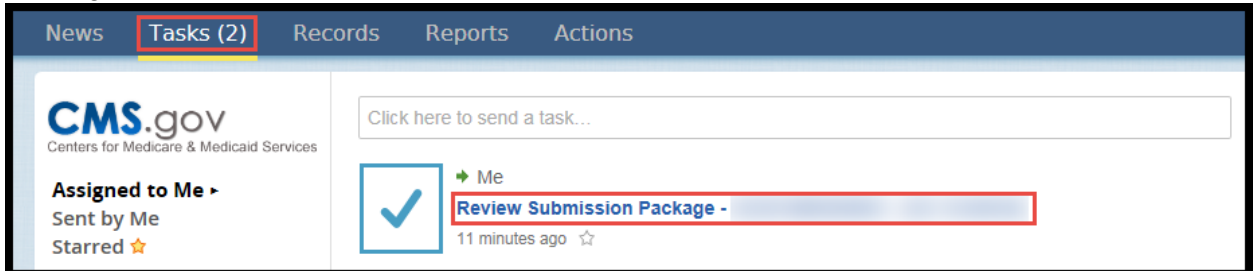 News Tasks (2) Records Reports Actions
CMS.gov
Centers for Medicare & Medicaid Services
Assigned to Me ▸
Sent by Me
Starred
Click here to send a task...
Me
Review Submission Package -
11 minutes ago